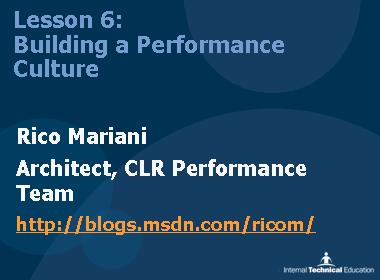 Lesson 6:
Building a Performance
Culture
Rico Mariani
Architect, CLR Performance
Team
http://blogs.msdn.com/ricom/
Internal Technical Education